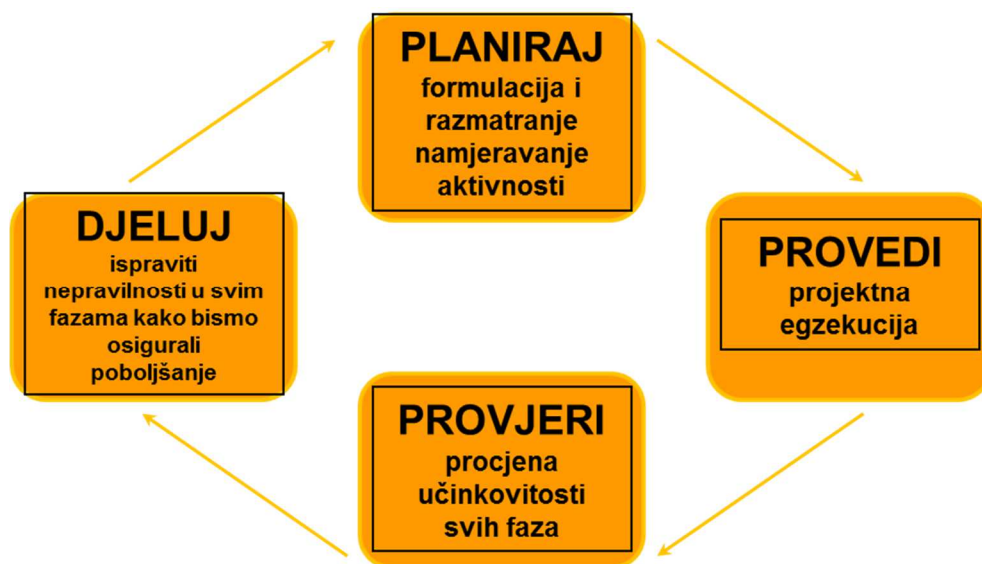 PLANIRAJ
formulacija i
razmatranje
namjeravanje
aktivnosti
PROVEDI
projektna
egzekucija
PROVJERI
procjena
učinkovitosti
svih faza
DJELUJ
ispraviti
nepravilnosti u svim
fazama kako bismo
osigurali
poboljšanje